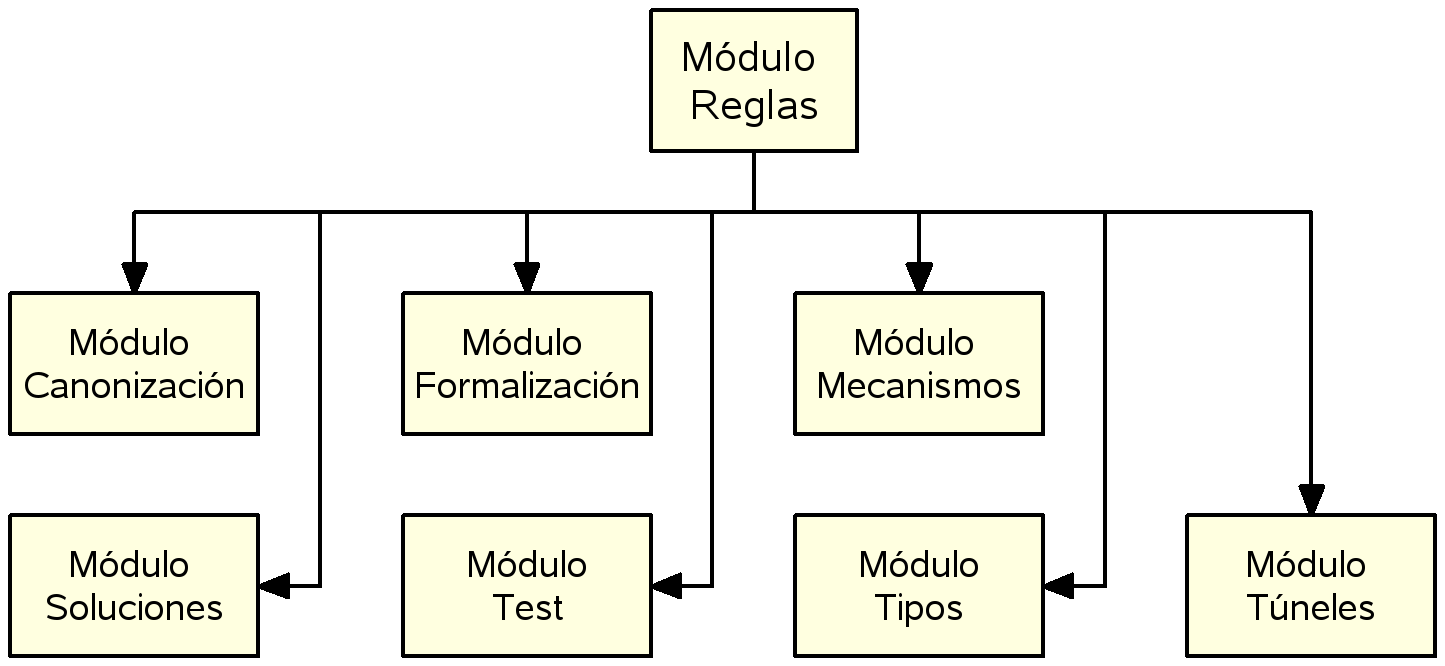 Módulo
Reglas
Módulo
Canonización
Módulo
Formalización
Módulo
Mecanismos
Módulo
Soluciones
Módulo
Test
Módulo
Tipos
Módulo
Túneles